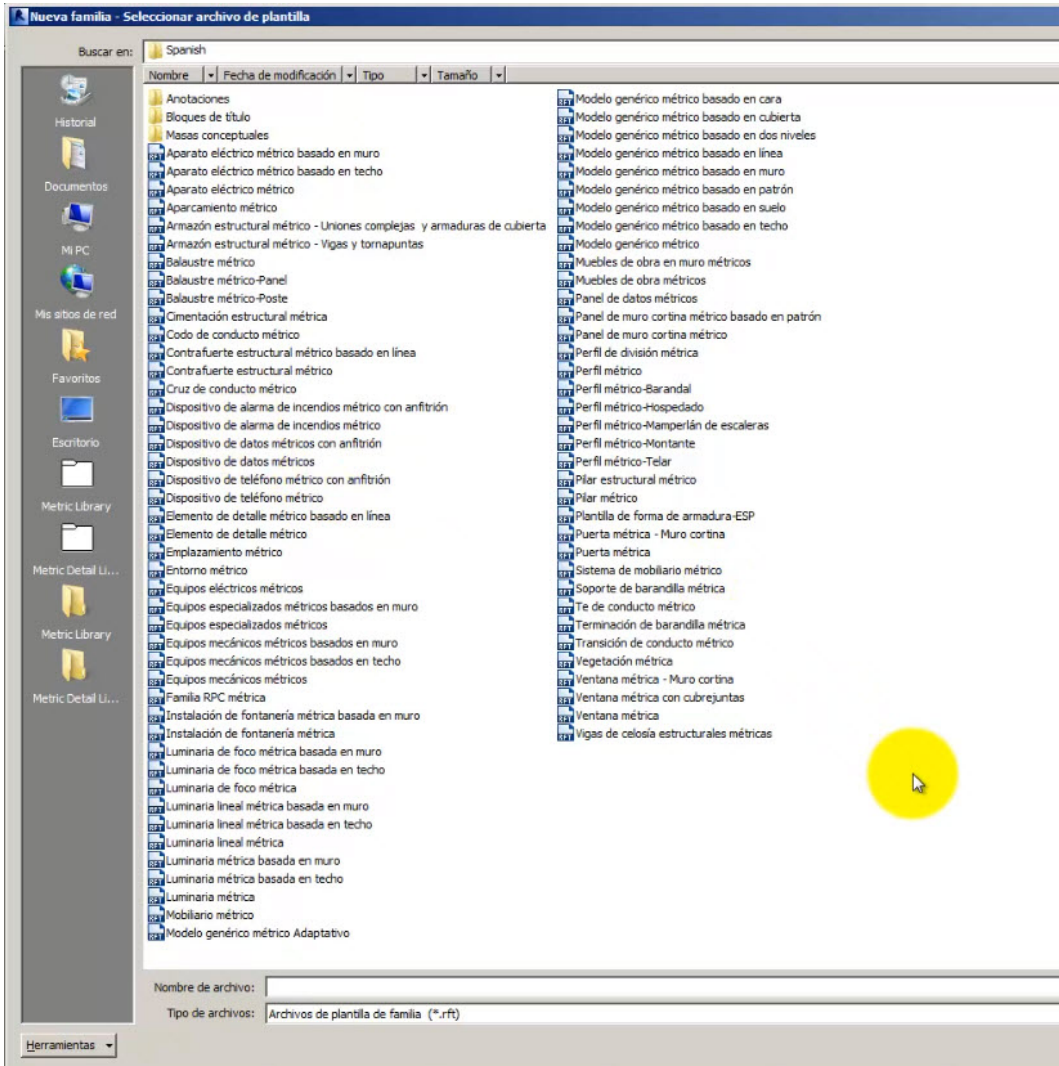 Nueva familia - Seleccionar archivo de plantilla
Buscar en:
Spanish
Nombre Fecha de modificación Tipo Tamaño
Historial
Documentos
Mi PC
Mis sitios de red
Favoritos
Escritorio
Metric Library
Metric Detail Li...
Metric Library
Metric Detail Li...
Anotaciones
Bloques de título
Masas conceptuales
Aparato eléctrico métrico basado en muro
Aparato eléctrico métrico basado en techo
Aparato eléctrico métrico
Aparcamiento métrico
Armazón estructural métrico - Uniones complejas y armaduras de cubierta
Armazón estructural métrico - Vigas y tornapuntas
Balaustre métrico
Balaustre métrico-Panel
Balaustre métrico-Poste
Cimentación estructural métrica
Codo de conducto métrico
Contrafuerte estructural métrico basado en línea
Contrafuerte estructural métrico
Cruz de conducto métrico
Dispositivo de alarma de incendios métrico con anfitrión
Dispositivo de alarma de incendios métrico
Dispositivo de datos métricos con anfitrión
Dispositivo de datos métricos
Dispositivo de teléfono métrico con anfitrión
Dispositivo de teléfono métrico
Elemento de detalle métrico basado en línea
Elemento de detalle métrico
Emplazamiento métrico
Entorno métrico
Equipos eléctricos métricos
Equipos especializados métricos basados en muro
Equipos especializados métricos
Equipos mecánicos métricos basados en muro
Equipos mecánicos métricos basados en techo
Equipos mecánicos métricos
Familia RPC métrica
Instalación de fontanería métrica basada en muro
Instalación de fontanería métrica
Luminaria de foco métrica basada en muro
Luminaria de foco métrica basada en techo
Luminaria de foco métrica
Luminaria lineal métrica basada en muro
Luminaria lineal métrica basada en techo
Luminaria lineal métrica
Luminaria métrica basada en muro
Luminaria métrica basada en techo
Luminaria métrica
Mobiliario métrico
Modelo genérico métrico Adaptativo
Modelo genérico métrico basado en cara
Modelo genérico métrico basado en cubierta
Modelo genérico métrico basado en dos niveles
Modelo genérico métrico basado en línea
Modelo genérico métrico basado en muro
Modelo genérico métrico basado en patrón
Modelo genérico métrico basado en suelo
Modelo genérico métrico basado en techo
Modelo genérico métrico
Muebles de obra en muro métricos
Muebles de obra métricos
Panel de datos métricos
Panel de muro cortina métrico basado en patrón
Panel de muro cortina métrico
Perfil de división métrica
Perfil métrico
Perfil métrico-Barandal
Perfil métrico-Hospedado
Perfil métrico-Mamperlán de escaleras
Perfil métrico-Montante
Perfil métrico-Telar
Pilar estructural métrico
Pilar métrico
Plantilla de forma de armadura-ESP
Puerta métrica - Muro cortina
Puerta métrica
Sistema de mobiliario métrico
Soporte de barandilla métrica
Te de conducto métrico
Terminación de barandilla métrica
Transición de conducto métrico
Vegetación métrica
Ventana métrica - Muro cortina
Ventana métrica con cubrejuntas
Ventana métrica
Vigas de celosía estructurales métricas
Nombre de archivo:
Tipo de archivos: Archivos de plantilla de familia (*.rft)
Herramientas